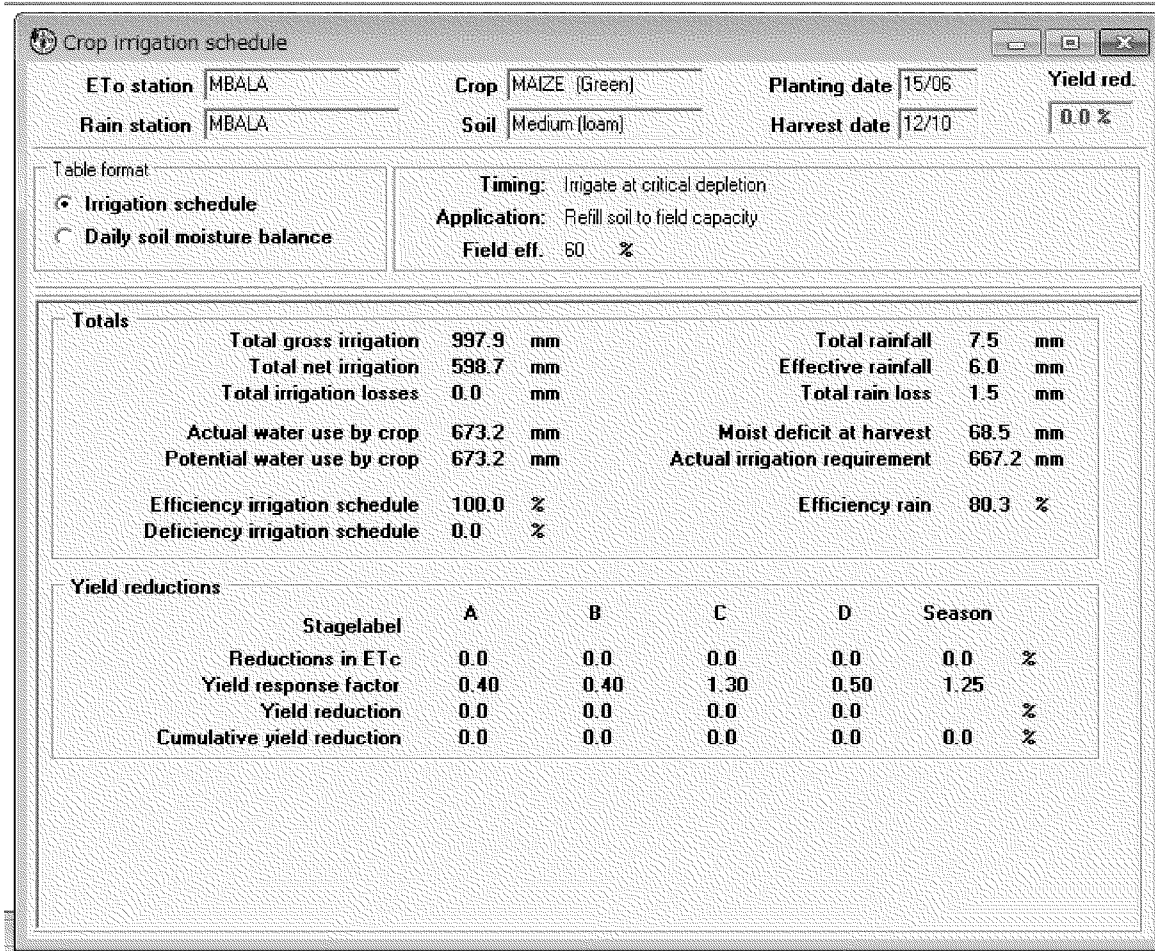 Crop irrigation schedule
ETo station MBALA Crop MAIZE (Green) Planting date 15/06 Yield red.
Rain station MBALA Soil Medium (loam) Harvest date 12/10 0.0 %
Table format
Irrigation schedule
Daily soil moisture balance
Timing: Irrigate at critical depletion
Application: Refill soil to field capacity
Field eff. 60 %
Totals
Total gross irrigation 997.9 mm Total rainfall 7.5 mm
Total net irrigation 598.7 mm Effective rainfall 6.0 mm
Total irrigation losses 0.0 mm Total rain loss 1.5 mm
Actual water use by crop 673.2 mm Moist deficit at harvest 68.5 mm
Potential water use by crop 673.2 mm Actual irrigation requirement 667.2 mm
Efficiency irrigation schedule 100.0 % Efficiency rain 80.3 %
Deficiency irrigation schedule 0.0 %
Yield reductions
Stagelabel A B C D Season
Reductions in ETc 0.0 0.0 0.0 0.0 0.0 %
Yield response factor 0.40 0.40 1.30 0.50 1.25
Yield reduction 0.0 0.0 0.0 0.0 %
Cumulative yield reduction 0.0 0.0 0.0 0.0 0.0 %